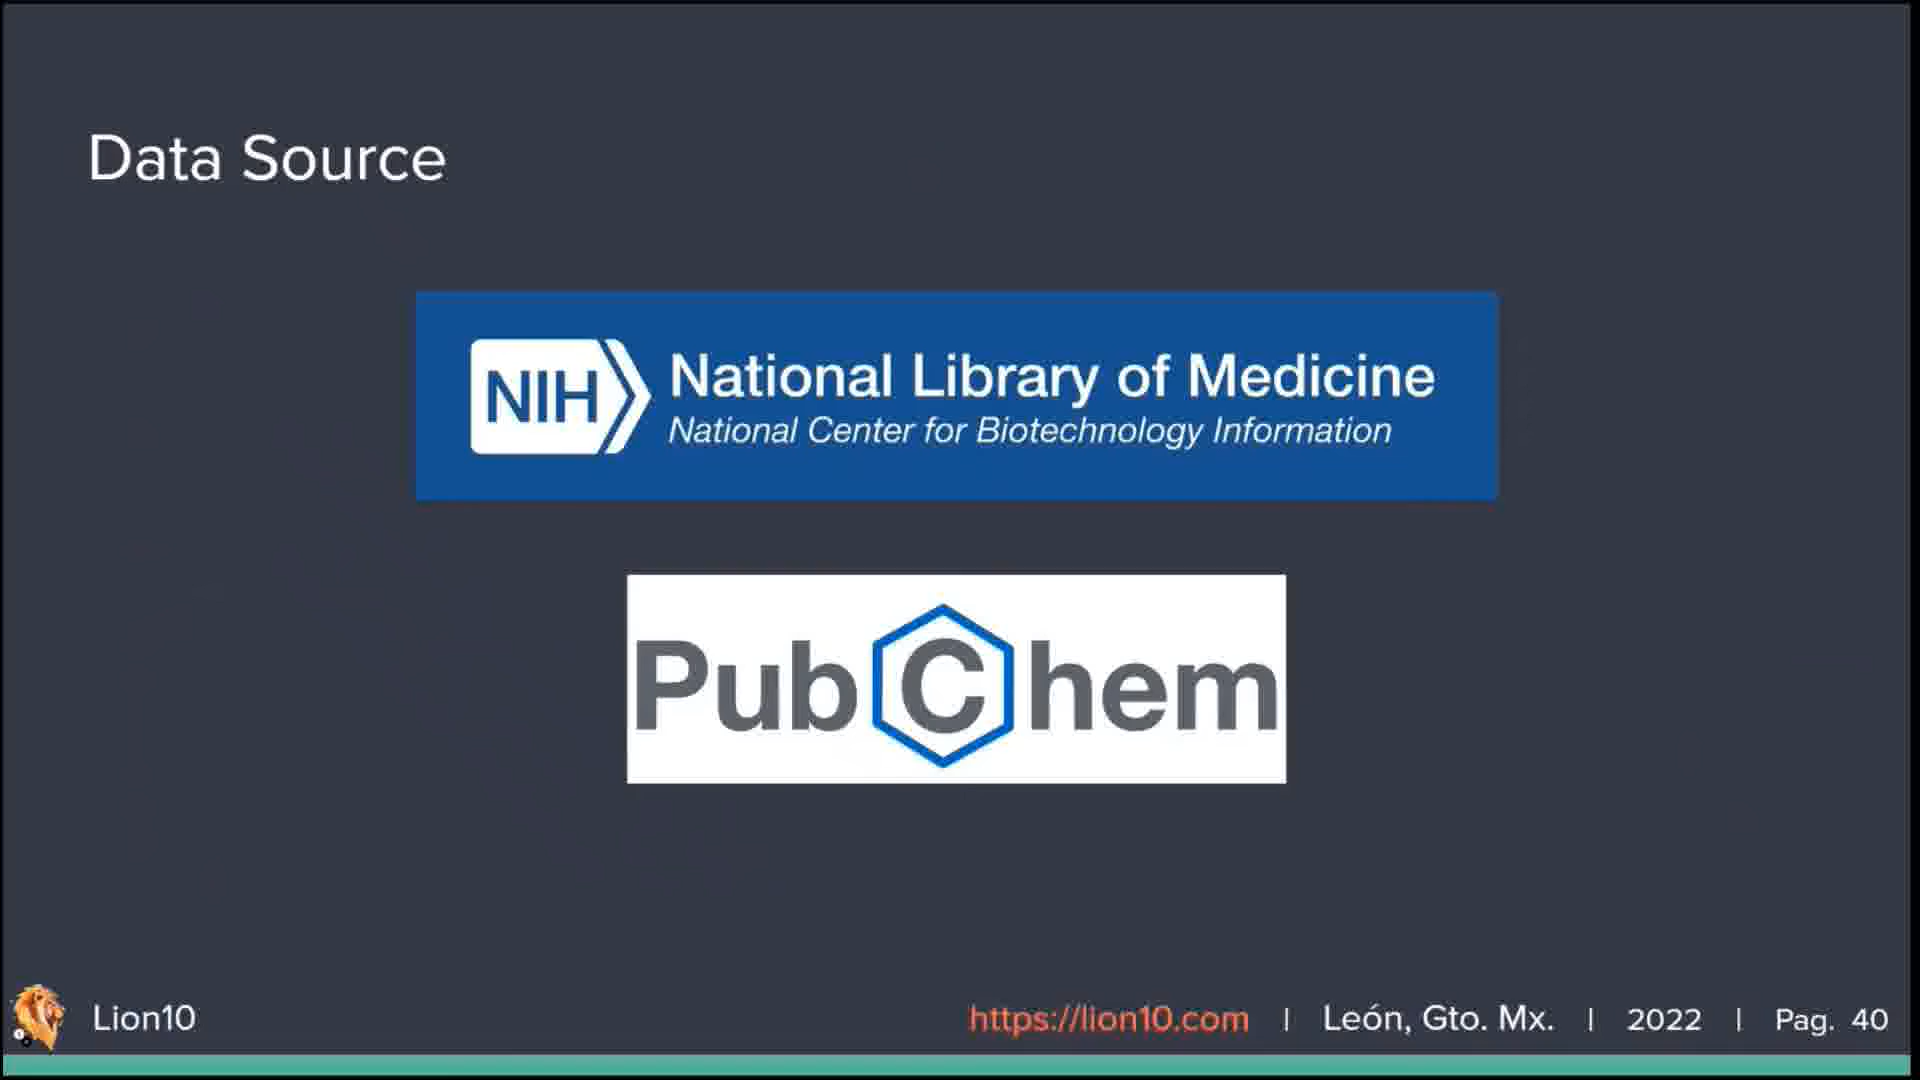 Data Source
NIH National Library of Medicine
National Center for Biotechnology Information
PubChem
Lion10
https://lion10.com | León, Gto. Mx. | 2022 | Pag. 40